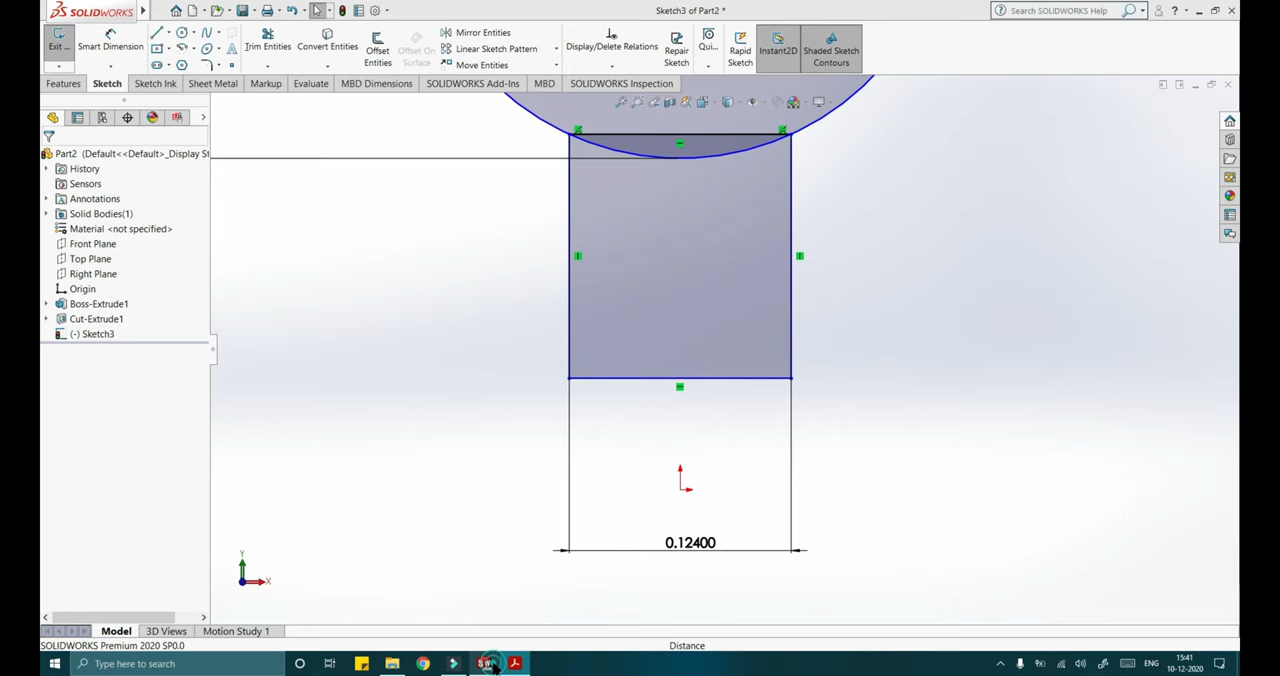 SOLIDWORKS
Sketch3 of Part2 *
Search SOLIDWORKS Help
Exit ...
Smart Dimension
Trim Entities
Convert Entities
Offset Entities
Offset On Surface
Mirror Entities
Linear Sketch Pattern
Move Entities
Display/Delete Relations
Repair Sketch
Qui...
Rapid Sketch
Instant2D
Shaded Sketch Contours
Features
Sketch
Sketch Ink
Sheet Metal
Markup
Evaluate
MBD Dimensions
SOLIDWORKS Add-Ins
MBD
SOLIDWORKS Inspection
Part2 (Default<<Default>_Display St
History
Sensors
Annotations
Solid Bodies(1)
Material <not specified>
Front Plane
Top Plane
Right Plane
Origin
Boss-Extrude1
Cut-Extrude1
(-) Sketch3
0.12400
Y
X
Model
3D Views
Motion Study 1
SOLIDWORKS Premium 2020 SP0.0
Distance
Type here to search
ENG
15:41
10-12-2020